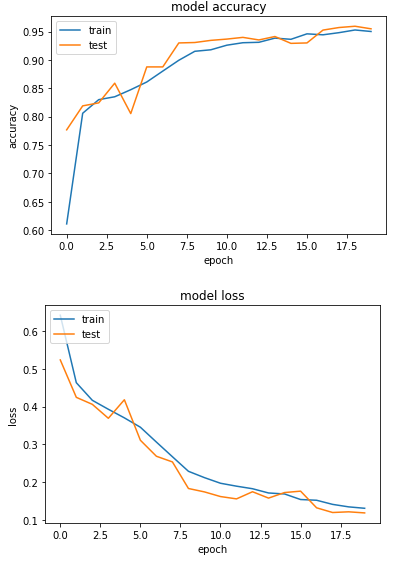 model accuracy
train
test
0.95
0.90
0.85
0.80
0.75
0.70
0.65
0.60
accuracy
0.0 2.5 5.0 7.5 10.0 12.5 15.0 17.5
epoch
model loss
train
test
0.6
0.5
0.4
0.3
0.2
0.1
loss
0.0 2.5 5.0 7.5 10.0 12.5 15.0 17.5
epoch